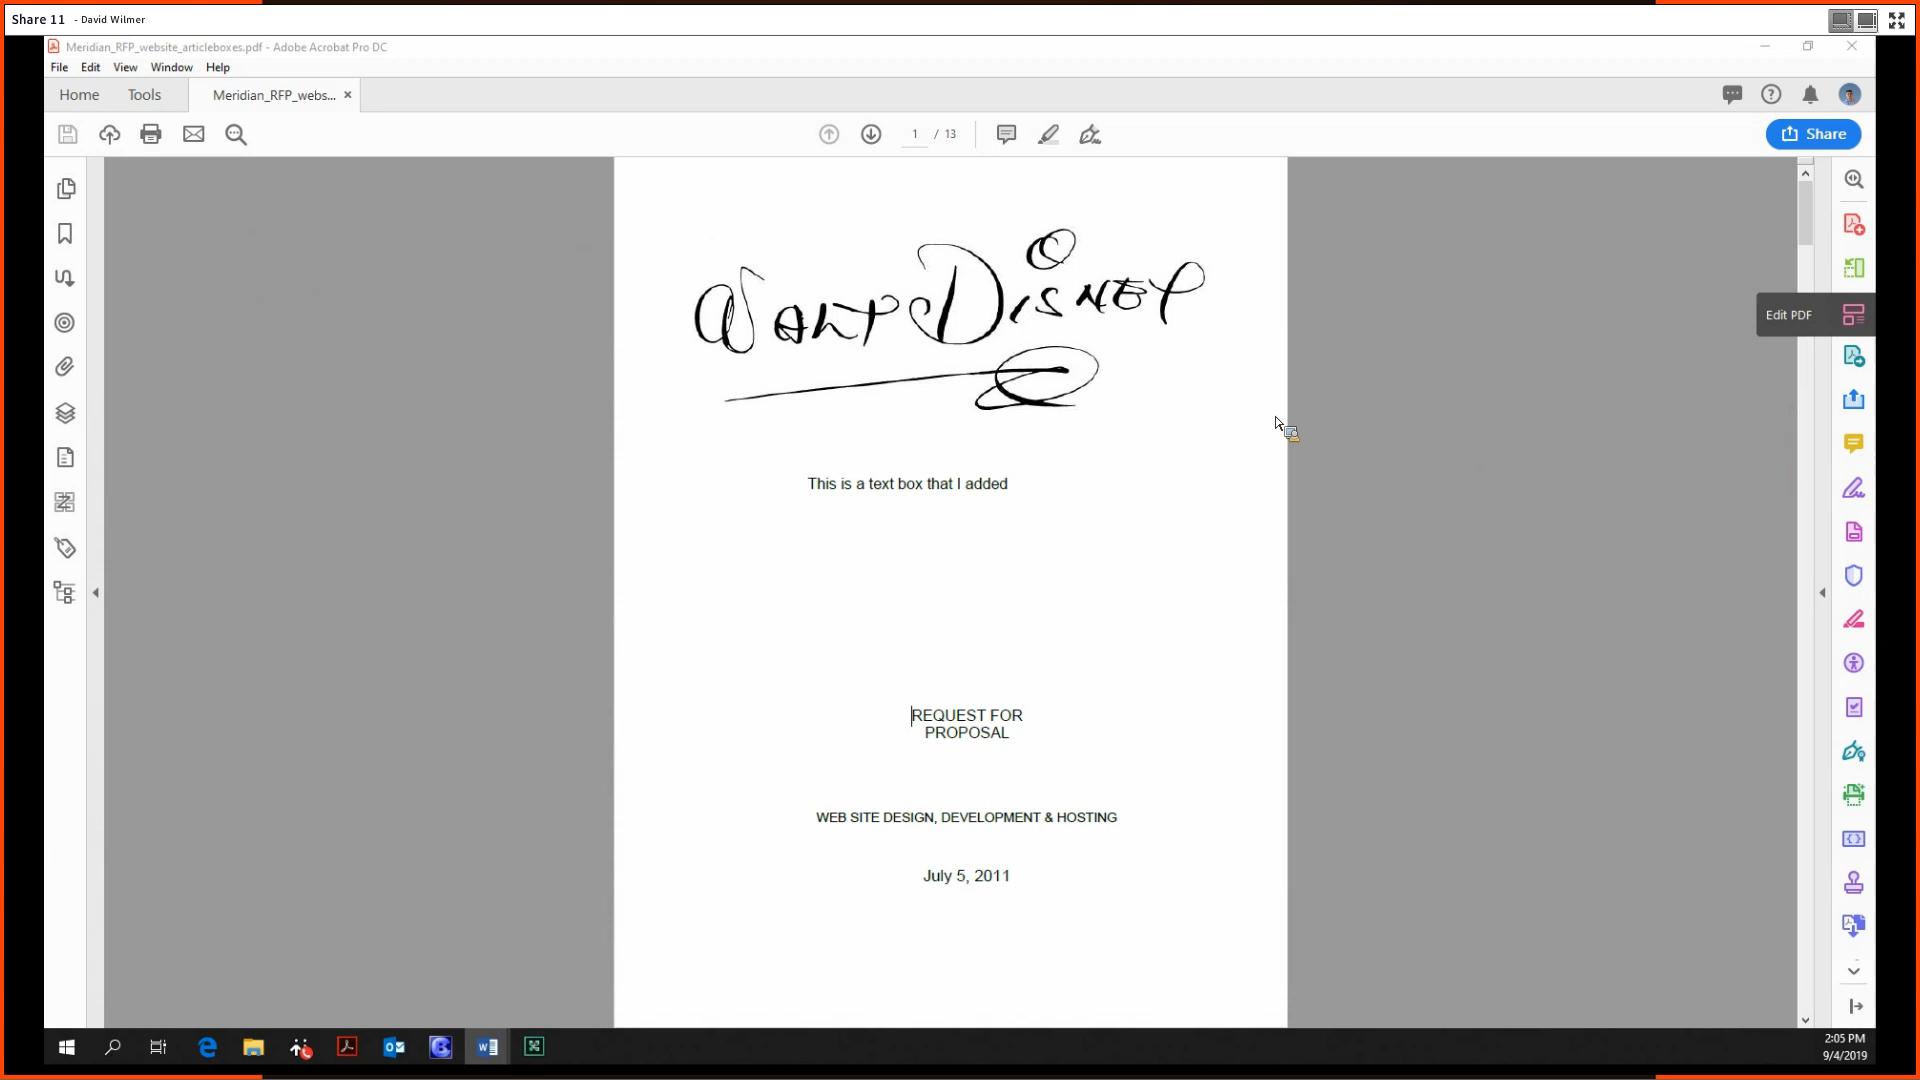 Share 11 - David Wilmer
Meridian_RFP_website_articleboxes.pdf - Adobe Acrobat Pro DC
File Edit View Window Help
Home Tools Meridian_RFP_webs... ×
1 / 13
Share
WALT DISNEY
Edit PDF
This is a text box that I added
REQUEST FOR
PROPOSAL
WEB SITE DESIGN, DEVELOPMENT & HOSTING
July 5, 2011
2:05 PM
9/4/2019